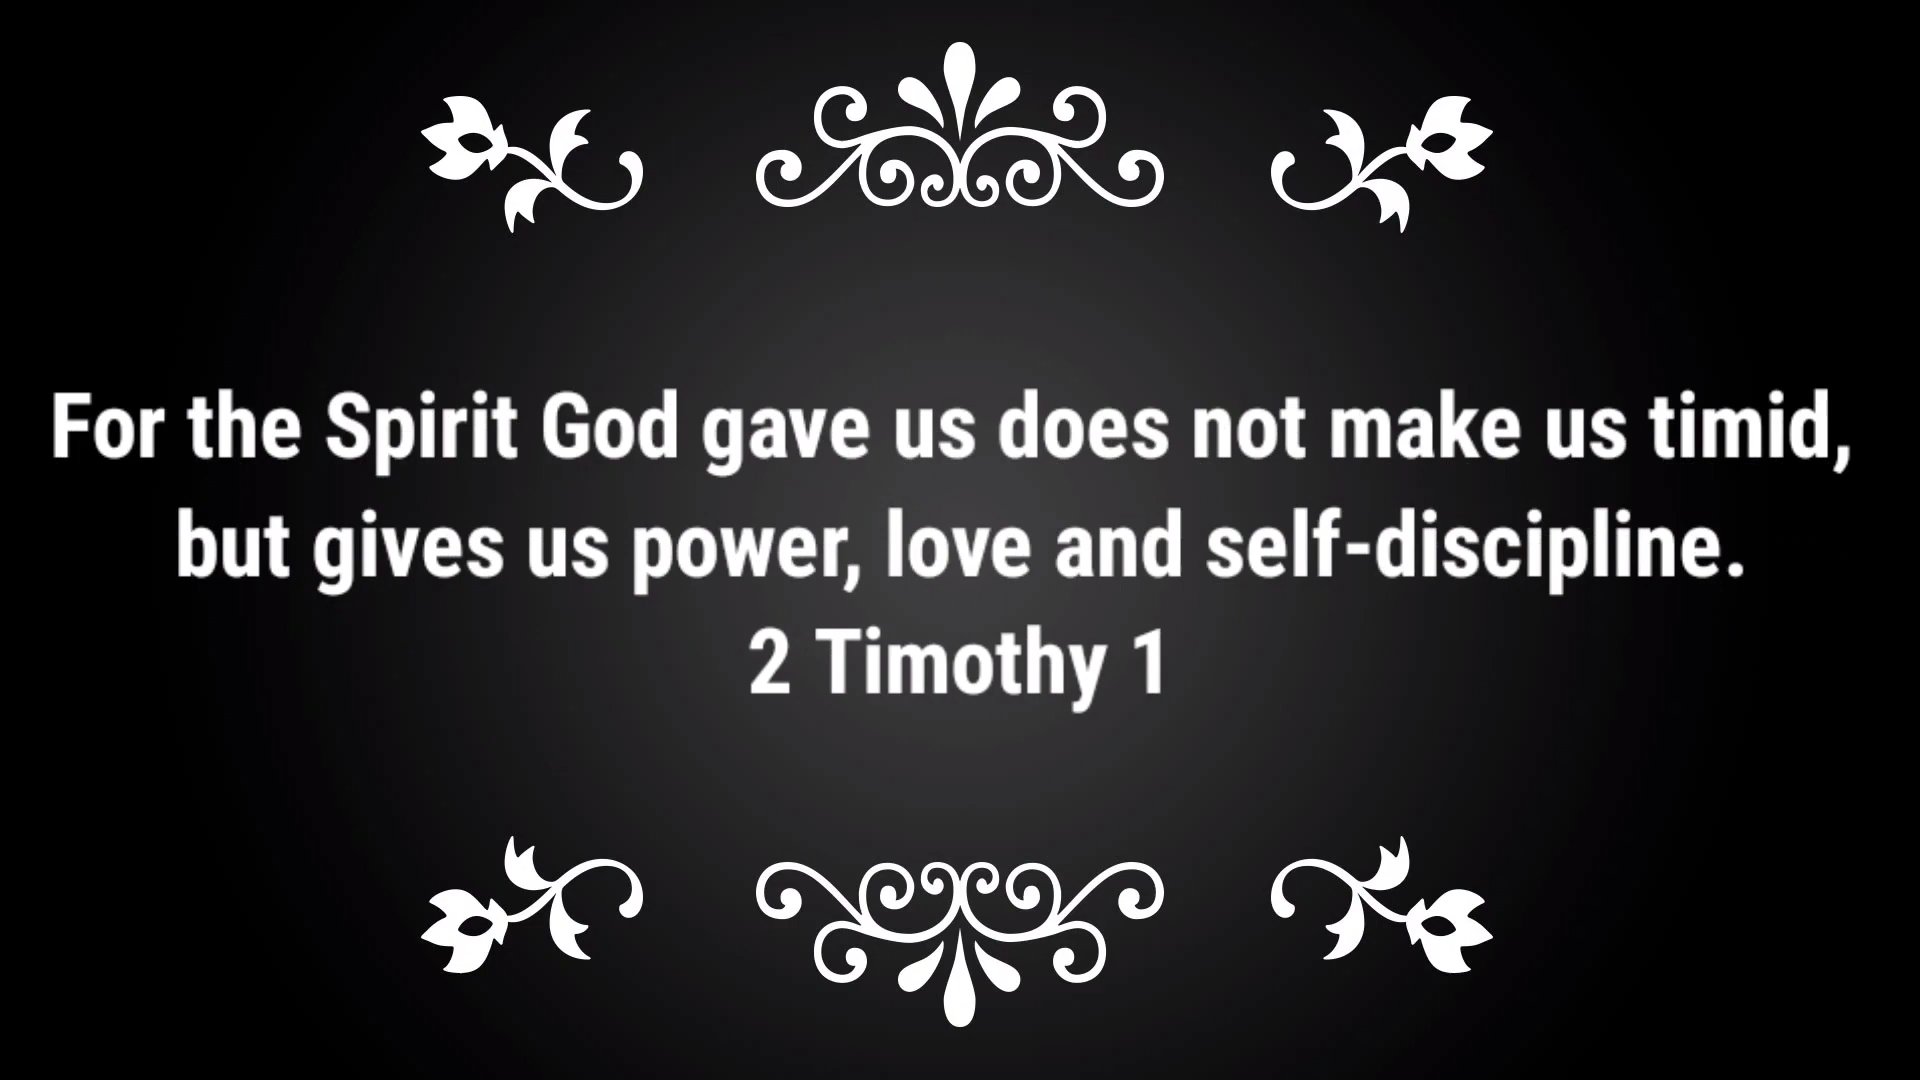 For the Spirit God gave us does not make us timid,
but gives us power, love and self-discipline.
2 Timothy 1